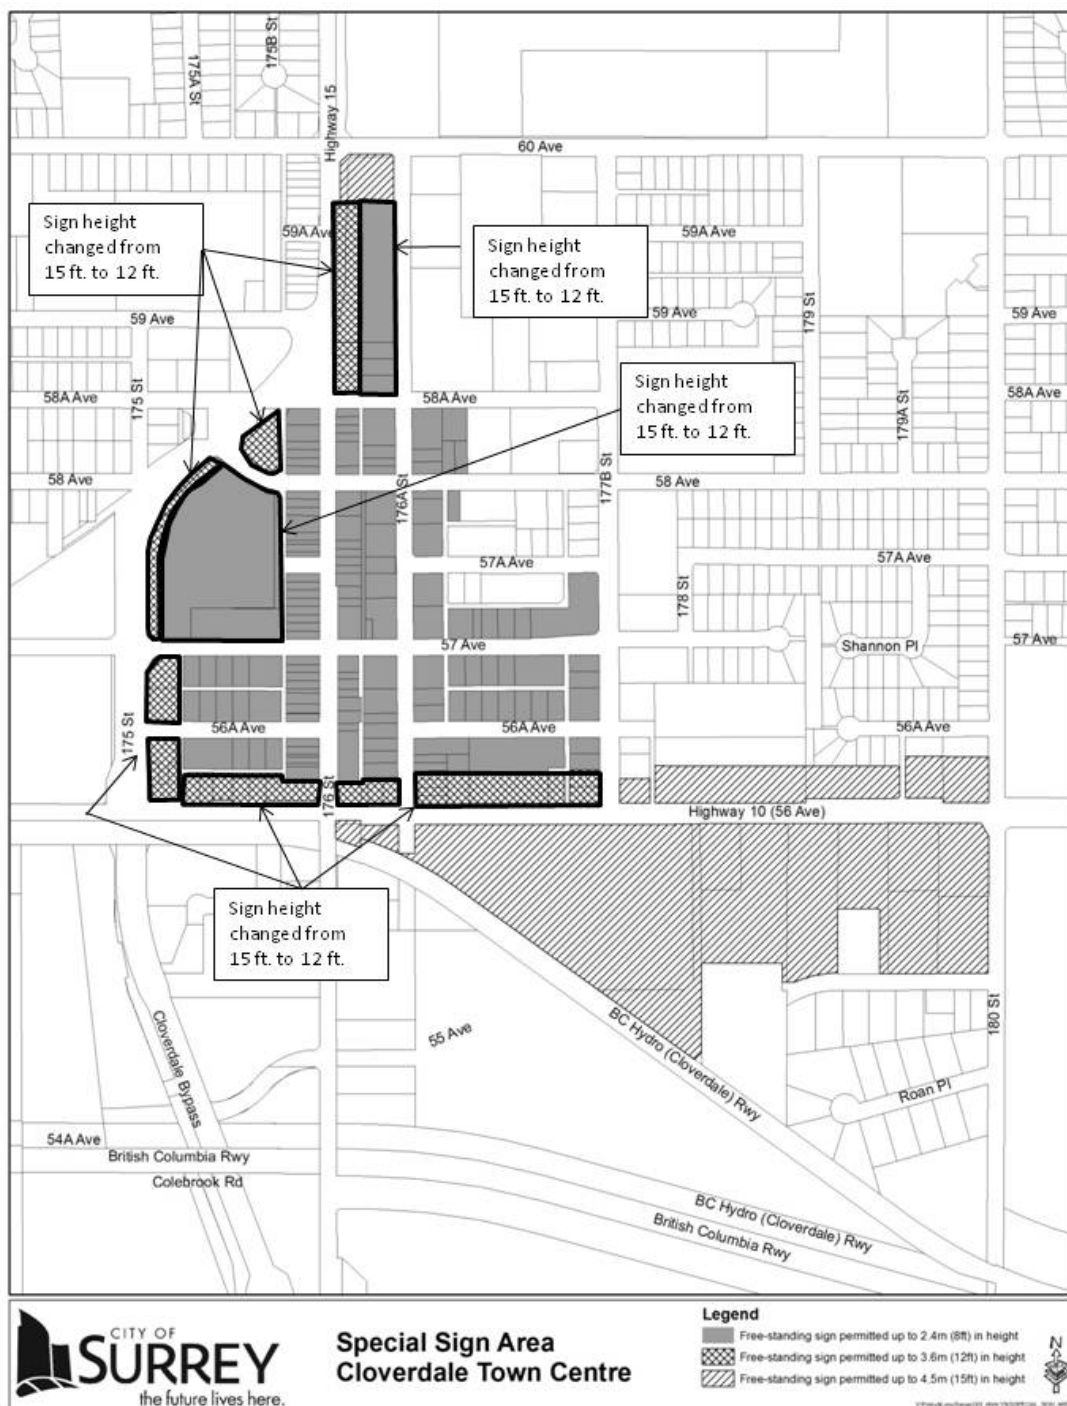 175A St
175B St
Highway 15
60 Ave
Sign height
changed from
15 ft. to 12 ft.
59A Ave
Sign height
changed from
15 ft. to 12 ft.
59A Ave
59 Ave
59 Ave
179 St
59 Ave
Sign height
changed from
15 ft. to 12 ft.
175 St
58A Ave
58A Ave
58A Ave
179A St
58 Ave
176A St
177B St
58 Ave
57A Ave
57A Ave
178 St
57 Ave
Shannon Pl
57 Ave
175 St
56A Ave
56A Ave
56A Ave
176 St
Highway 10 (56 Ave)
Sign height
changed from
15 ft. to 12 ft.
180 St
Cloverdale Bypass
55 Ave
BC Hydro (Cloverdale) Rwy
Roan Pl
54A Ave
British Columbia Rwy
Colebrook Rd
BC Hydro (Cloverdale) Rwy
British Columbia Rwy
CITY OF
SURREY
the future lives here.
Special Sign Area
Cloverdale Town Centre
Legend
Free-standing sign permitted up to 2.4m (8ft) in height
Free-standing sign permitted up to 3.6m (12ft) in height
Free-standing sign permitted up to 4.5m (15ft) in height
N